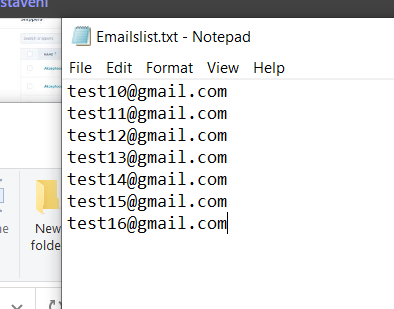 staveni
Emailslist.txt - Notepad
File Edit Format View Help
test10@gmail.com
test11@gmail.com
test12@gmail.com
test13@gmail.com
test14@gmail.com
test15@gmail.com
test16@gmail.com
New
folde